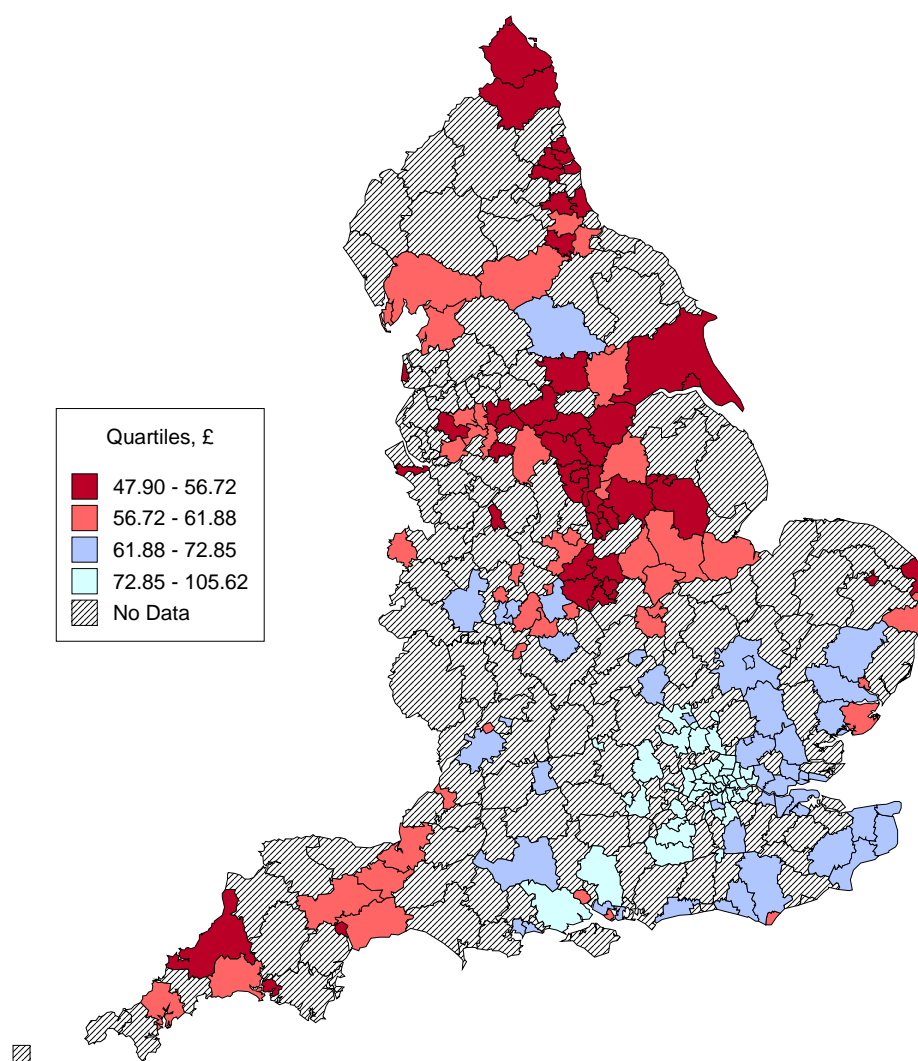 Quartiles, £
47.90 - 56.72
56.72 - 61.88
61.88 - 72.85
72.85 - 105.62
No Data